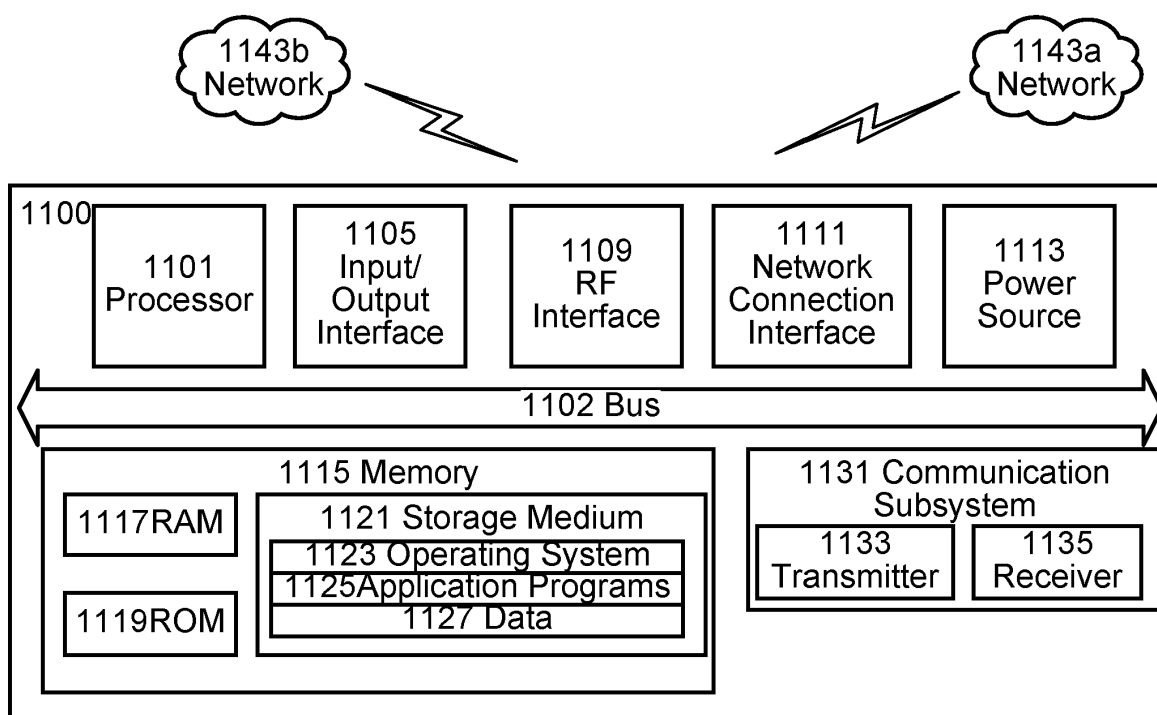 1143b
Network
1143a
Network
1100
1101
Processor
1105
Input/
Output
Interface
1109
RF
Interface
1111
Network
Connection
Interface
1113
Power
Source
1102 Bus
1115 Memory
1117RAM
1119ROM
1121 Storage Medium
1123 Operating System
1125Application Programs
1127 Data
1131 Communication
Subsystem
1133
Transmitter
1135
Receiver